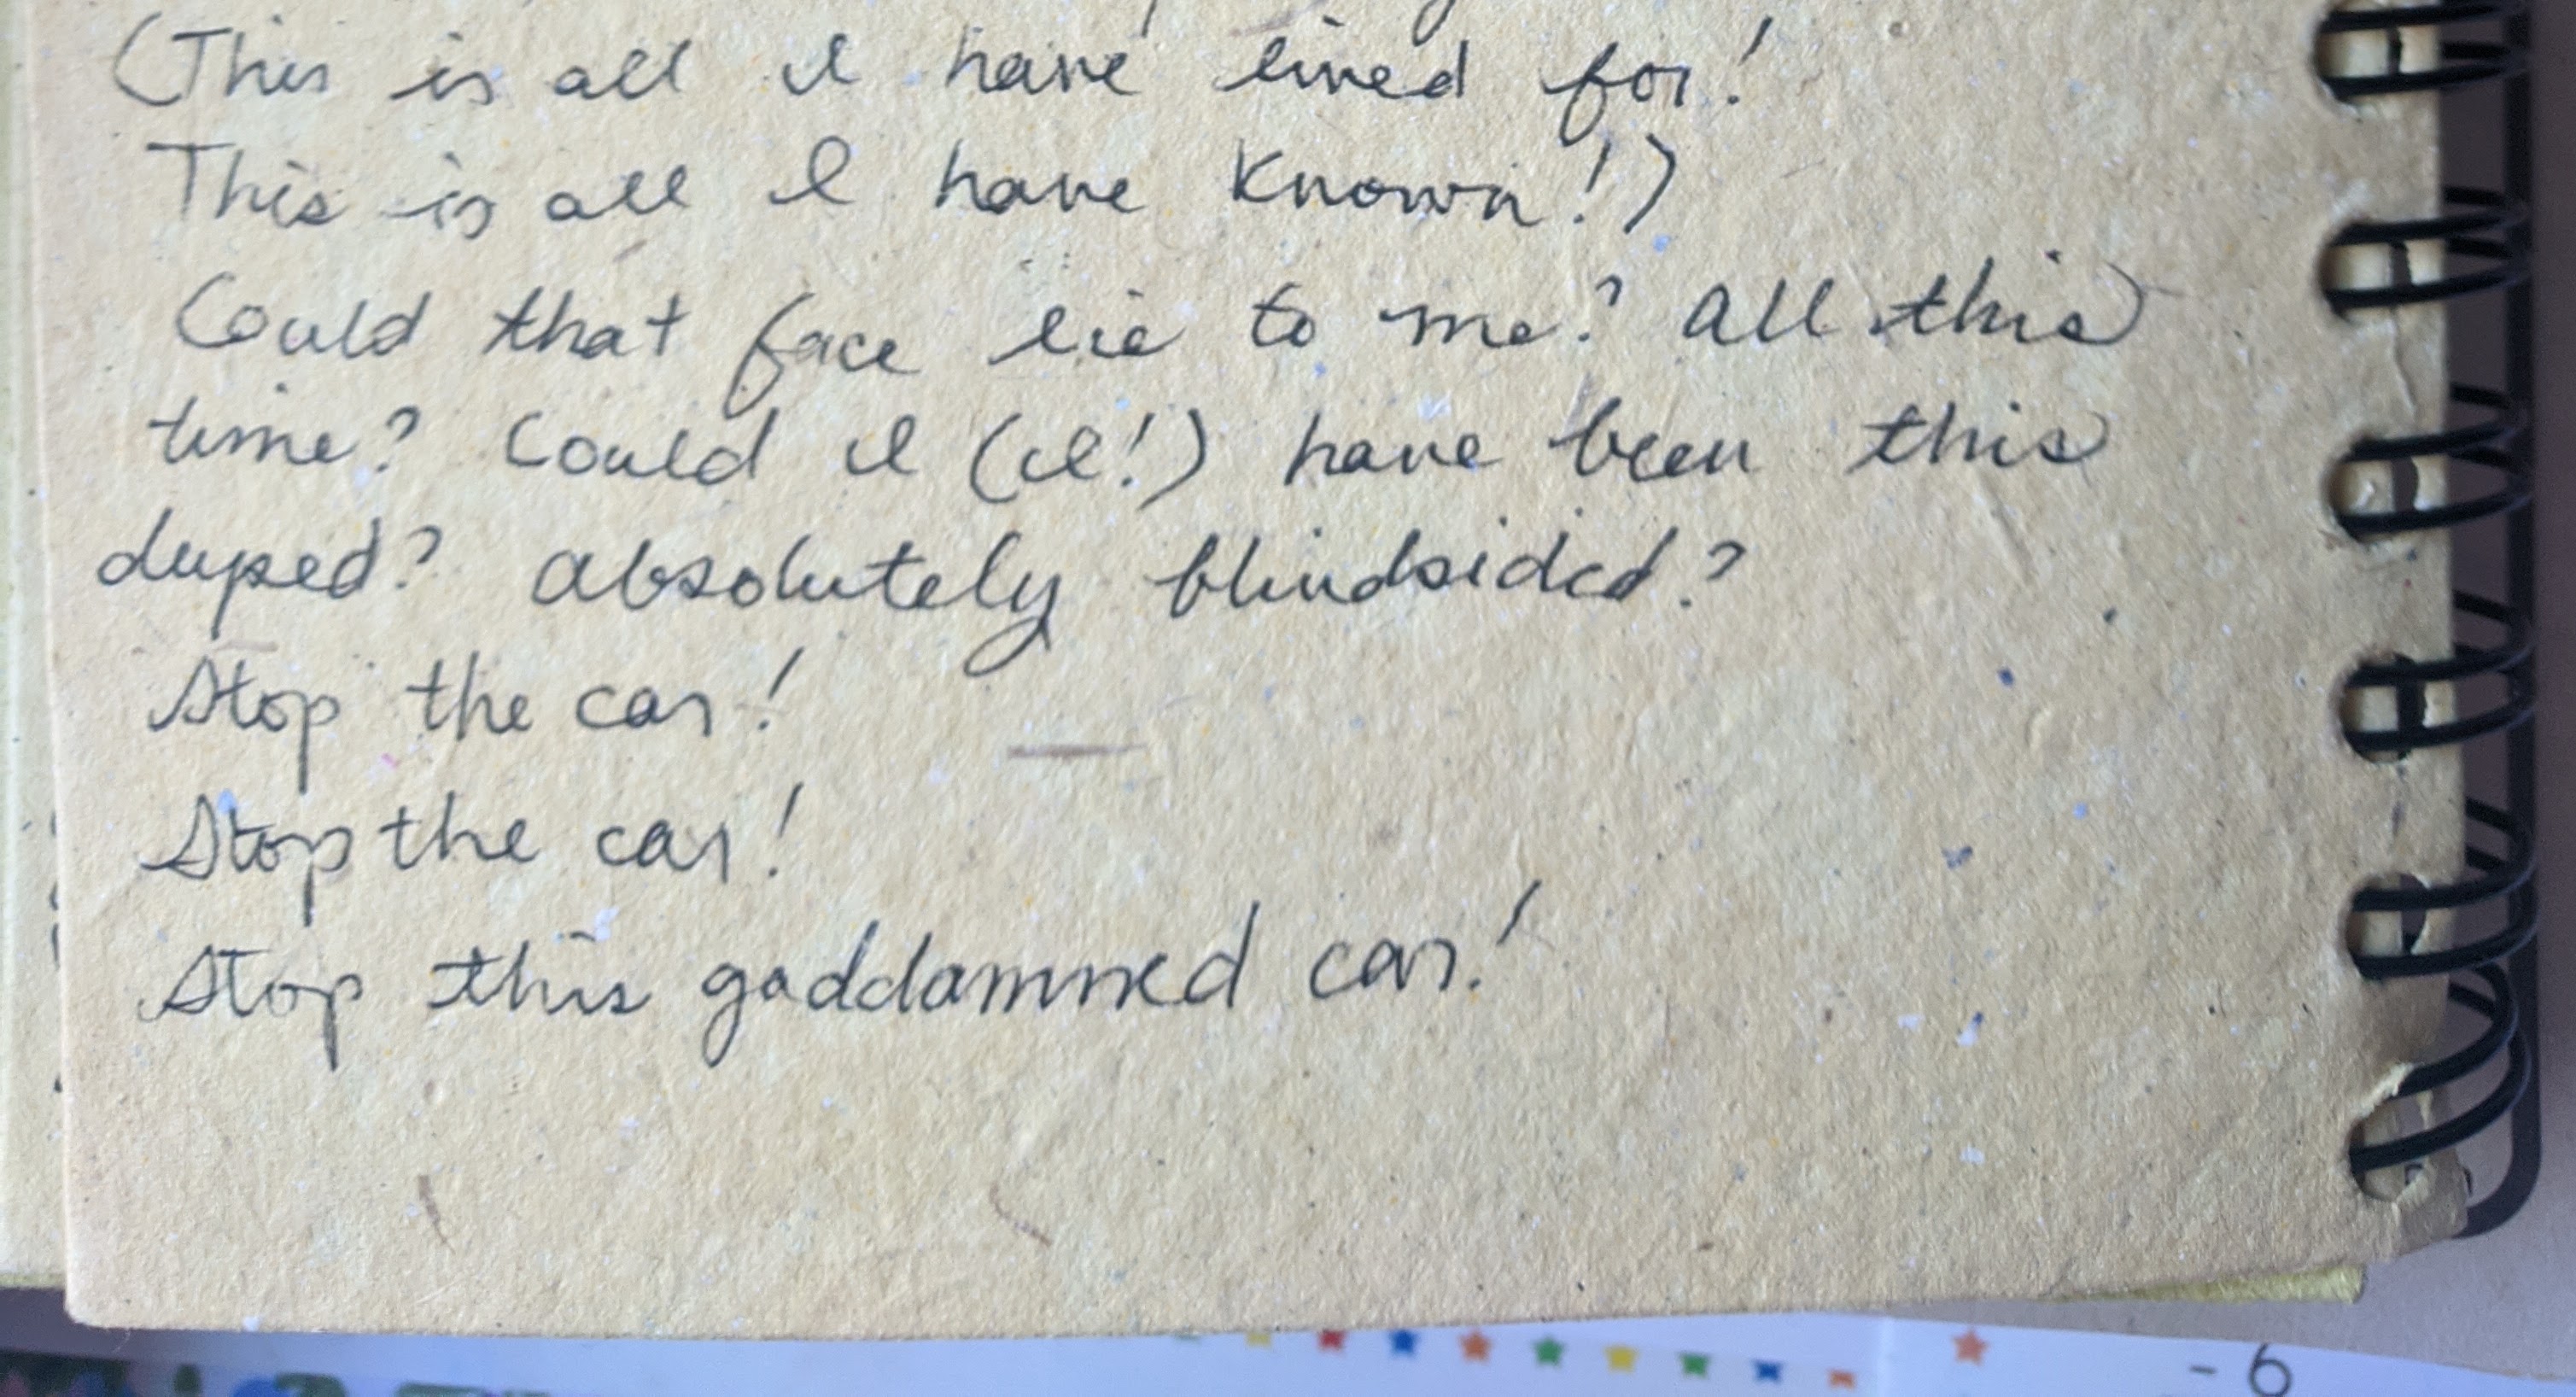 (This is all I have lived for!
This is all I have known!)
Could that face lie to me? All this
time? Could I (I!) have been this
duped? Absolutely blindsided?
Stop the car!
Stop the car!
Stop this goddamned car!
- 6